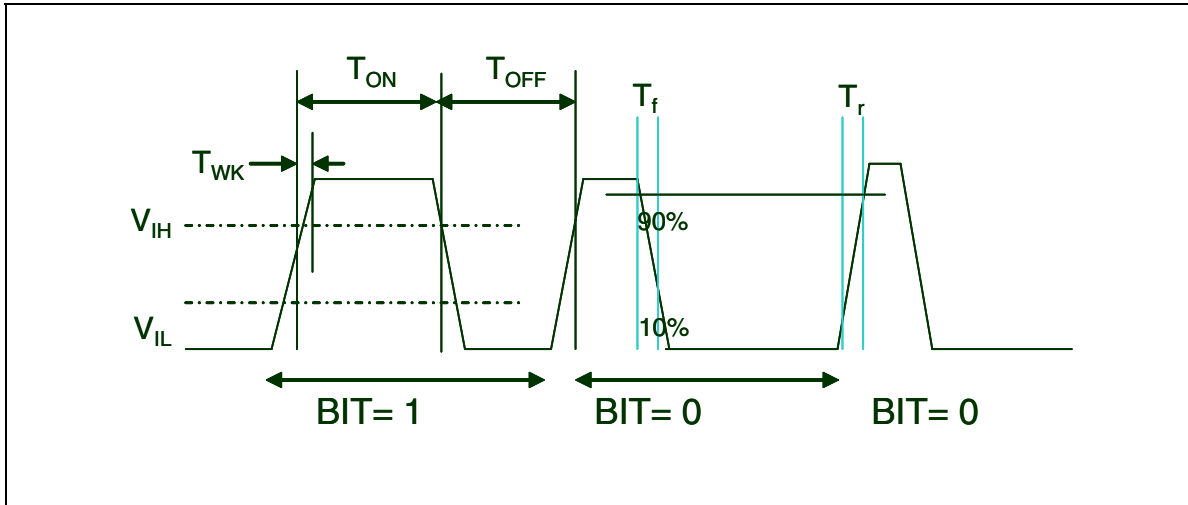 TON TOFF
Tf Tr
TWK
VIH
90%
VIL
10%
BIT= 1 BIT= 0 BIT= 0